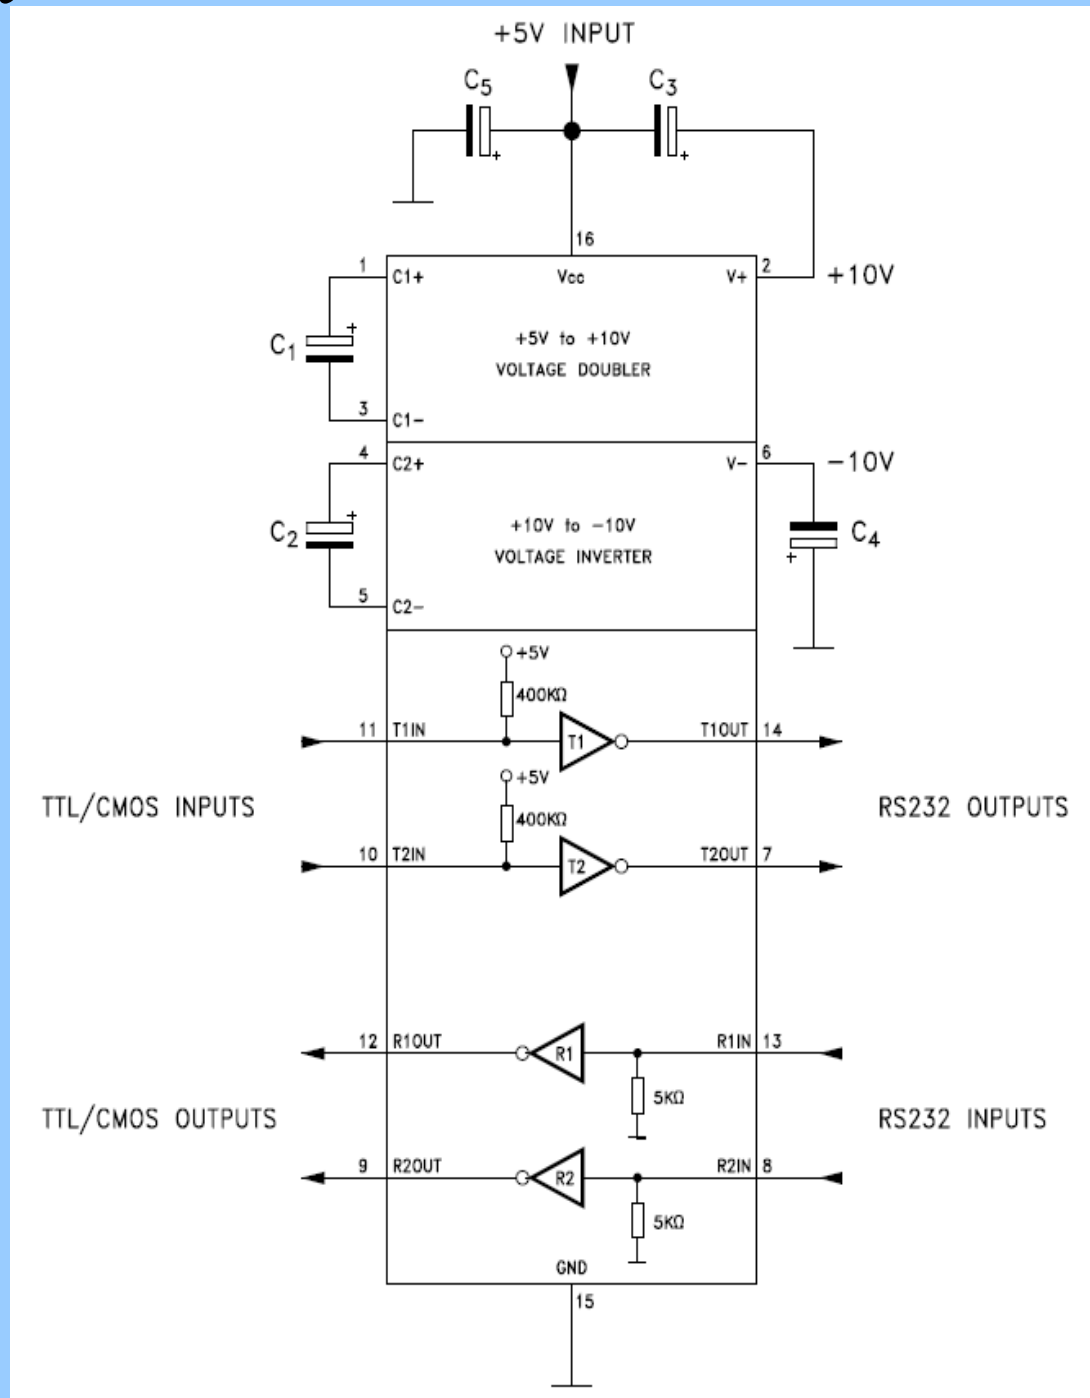 +5V INPUT
C5
C3
+
+
16
1
C1+
Vcc
V+
2
+10V
+
C1
+5V to +10V
VOLTAGE DOUBLER
3
C1-
4
C2+
V-
6
-10V
+
C2
+10V to -10V
VOLTAGE INVERTER
C4
+
5
C2-
+5V
400KΩ
11
T1IN
T1
T1OUT
14
+5V
TTL/CMOS INPUTS
400KΩ
RS232 OUTPUTS
10
T2IN
T2
T2OUT
7
12
R1OUT
R1
R1IN
13
5KΩ
TTL/CMOS OUTPUTS
RS232 INPUTS
9
R2OUT
R2
R2IN
8
5KΩ
GND
15